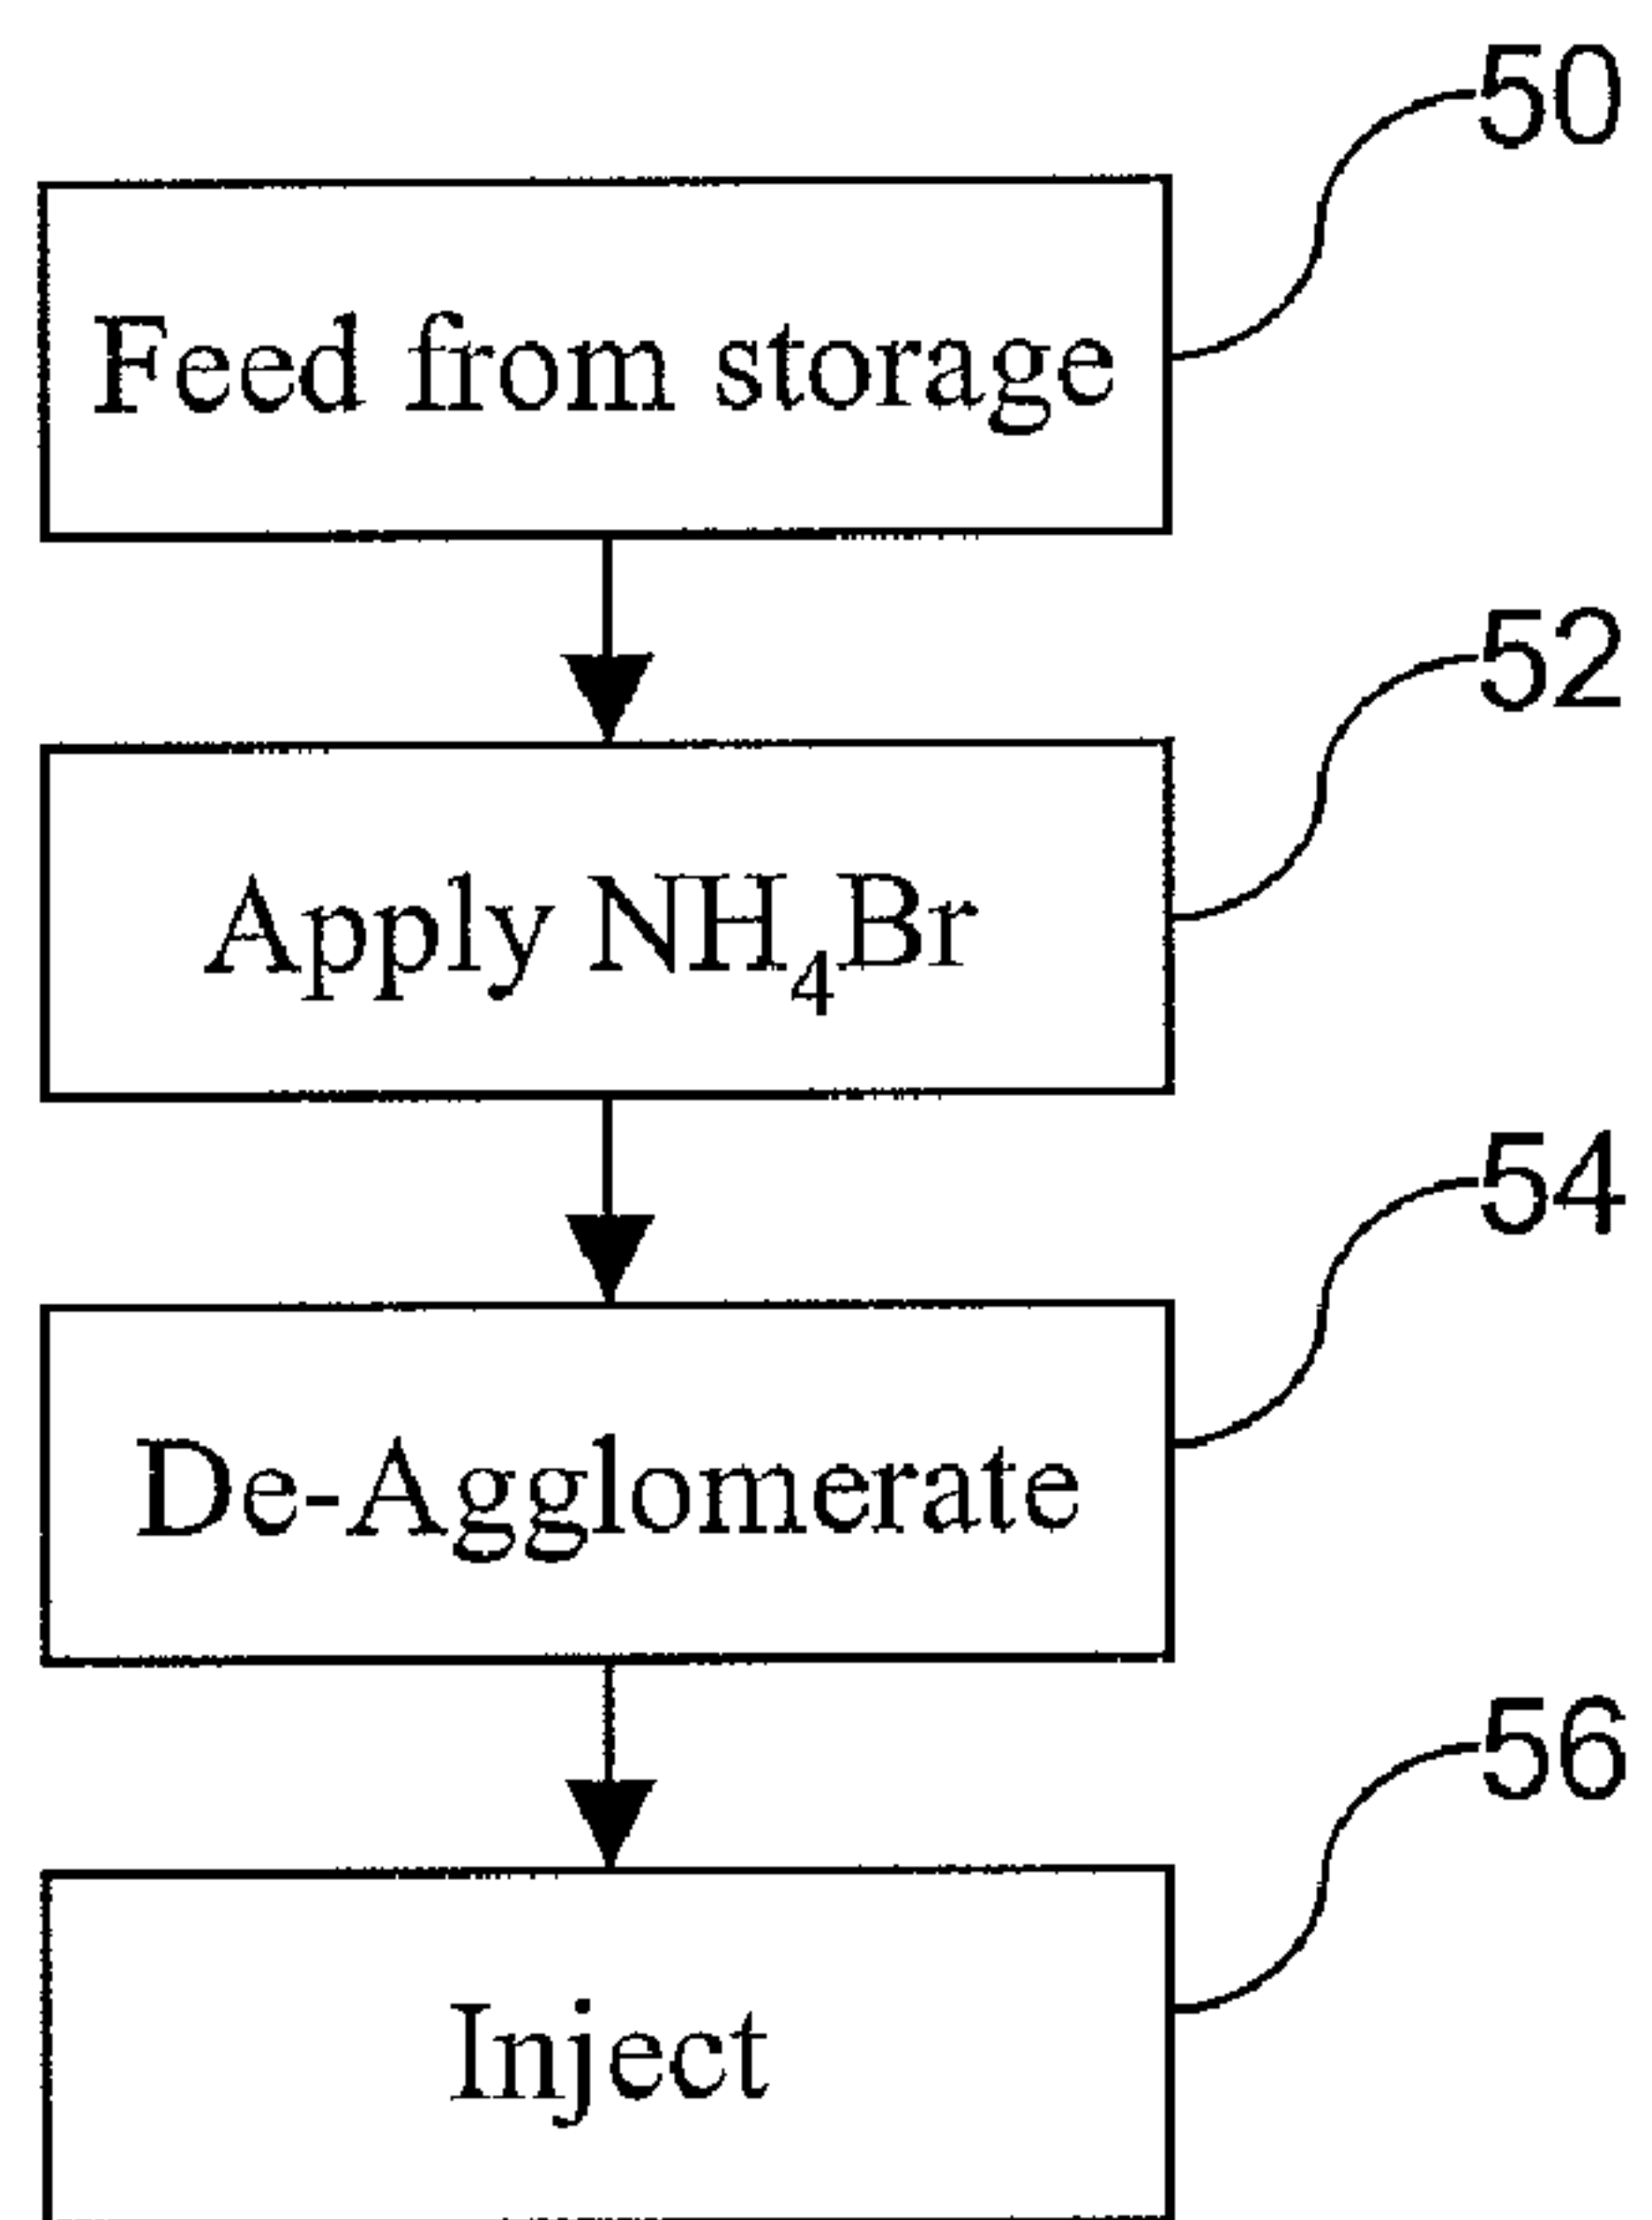 50
Feed from storage
52
Apply NH₄Br
54
De-Agglomerate
56
Inject